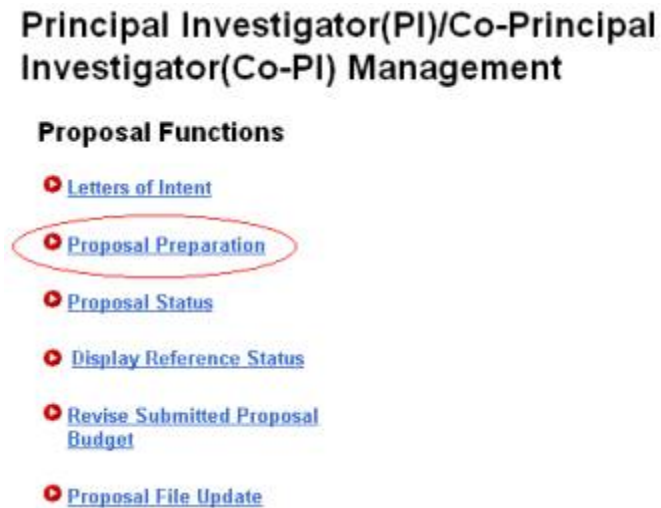 Principal Investigator(PI)/Co-Principal
Investigator(Co-PI) Management
Proposal Functions
Letters of Intent
Proposal Preparation
Proposal Status
Display Reference Status
Revise Submitted Proposal
Budget
Proposal File Update